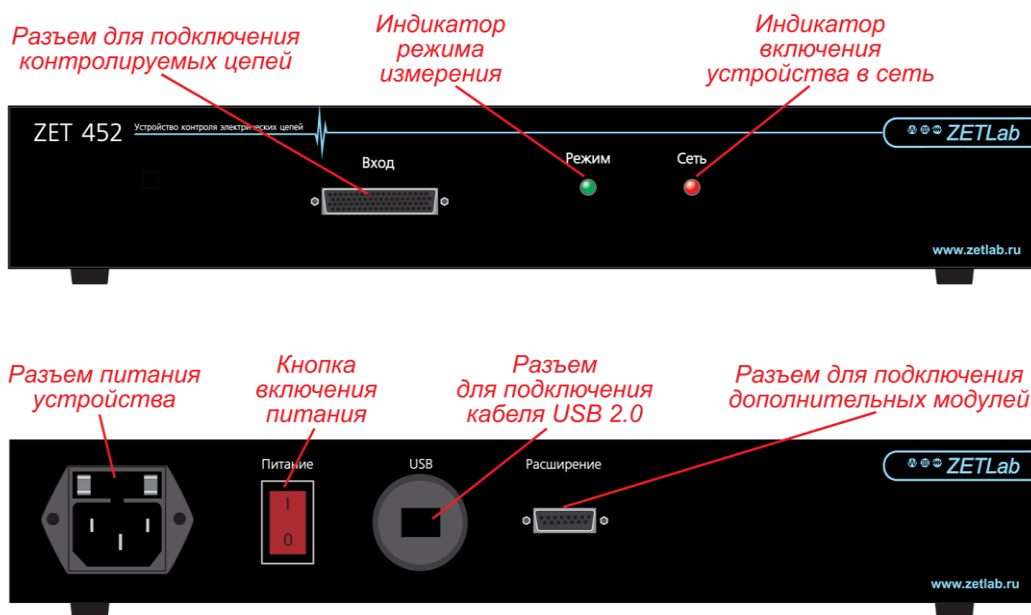 Разъем для подключения
контролируемых цепей
Индикатор
режима
измерения
Индикатор
включения
устройства в сеть
ZET 452 Устройство контроля электрических цепей
ZETLab
Вход
Режим
Сеть
www.zetlab.ru
Разъем питания
устройства
Кнопка
включения
питания
Разъем
для подключения
кабеля USB 2.0
Разъем для подключения
дополнительных модулей
Питание
USB
Расширение
ZETLab
I
0
www.zetlab.ru